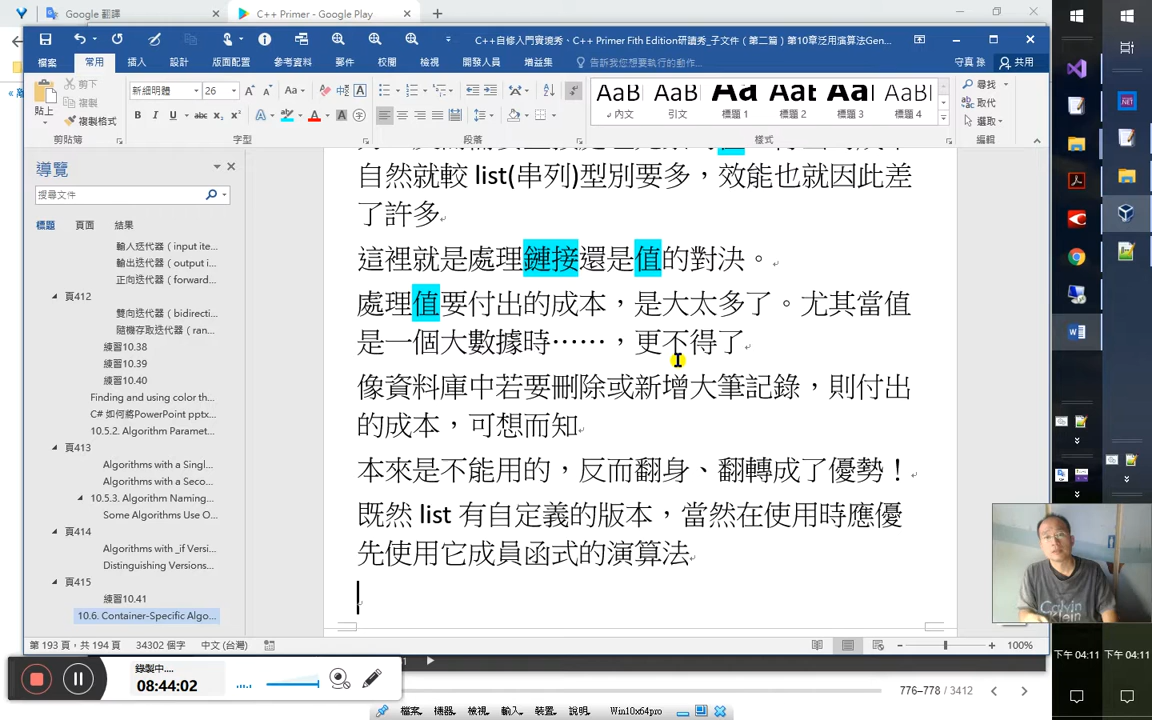 Google 翻譯
C++ Primer - Google Play
C++自修入門實境秀、C++ Primer Fith Edition研讀秀_子文件（第二篇）第10章泛用演算法Gen...
檔案
常用
插入
設計
版面配置
參考資料
郵件
校閱
檢視
開發人員
增益集
告訴我您想要執行的動作...
守真 孫
共用
貼上
剪下
複製
複製格式
剪貼簿
新細明體
26
字型
段落
AaB
AaB
Aa
AaB
AaB
AaBI
內文
引文
標題 1
標題 2
標題 3
標題 4
樣式
尋找
取代
選取
編輯
導覽
搜尋文件
標題
頁面
結果
輸入迭代器（input ite...
輸出迭代器（output i...
正向迭代器（forward...
頁412
雙向迭代器（bidirecti...
隨機存取迭代器（ran...
練習10.38
練習10.39
練習10.40
Finding and using color th...
C# 如何將PowerPoint pptx...
10.5.2. Algorithm Paramet...
頁413
Algorithms with a Singl...
Algorithms with a Seco...
10.5.3. Algorithm Naming...
Some Algorithms Use O...
頁414
Algorithms with _if Versi...
Distinguishing Versions...
頁415
練習10.41
10.6. Container-Specific Algo...
自然就較 list(串列)型別要多，效能也就因此差
了許多
這裡就是處理鏈接還是值的對決。
處理值要付出的成本，是大太多了。尤其當值
是一個大數據時⋯⋯，更不得了
像資料庫中若要刪除或新增大筆記錄，則付出
的成本，可想而知
本來是不能用的，反而翻身、翻轉成了優勢！
既然 list 有自定義的版本，當然在使用時應優
先使用它成員函式的演算法
第 193 頁，共 194 頁
34302 個字
中文 (台灣)
100%
錄製中...
08:44:02
776–778 / 3412
檔案
機器
檢視
輸入
裝置
說明
Win10x64pro
下午 04:11
下午 04:11
Calvin
Klein